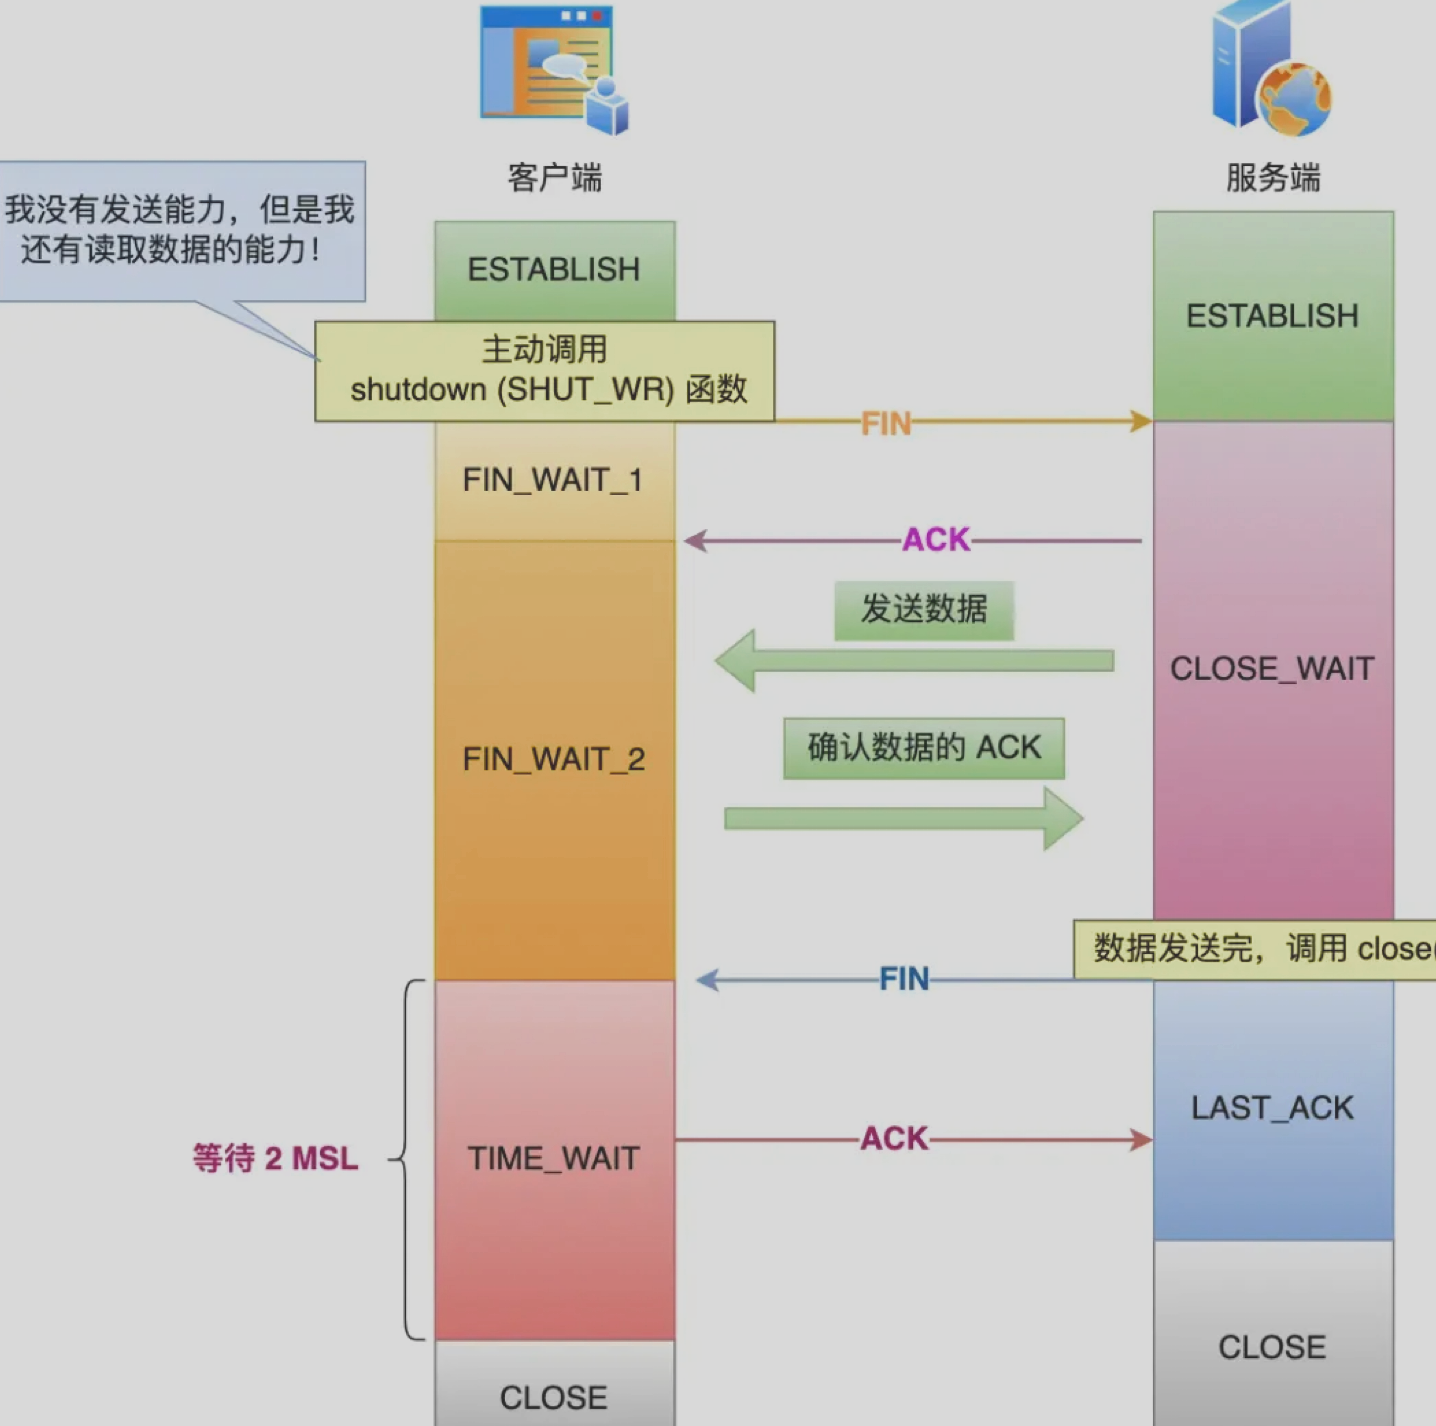 客户端
服务端
我没有发送能力，但是我
还有读取数据的能力！
ESTABLISH
ESTABLISH
主动调用
shutdown (SHUT_WR) 函数
FIN
FIN_WAIT_1
ACK
发送数据
CLOSE_WAIT
确认数据的 ACK
FIN_WAIT_2
数据发送完，调用 close(
FIN
LAST_ACK
ACK
等待 2 MSL
TIME_WAIT
CLOSE
CLOSE